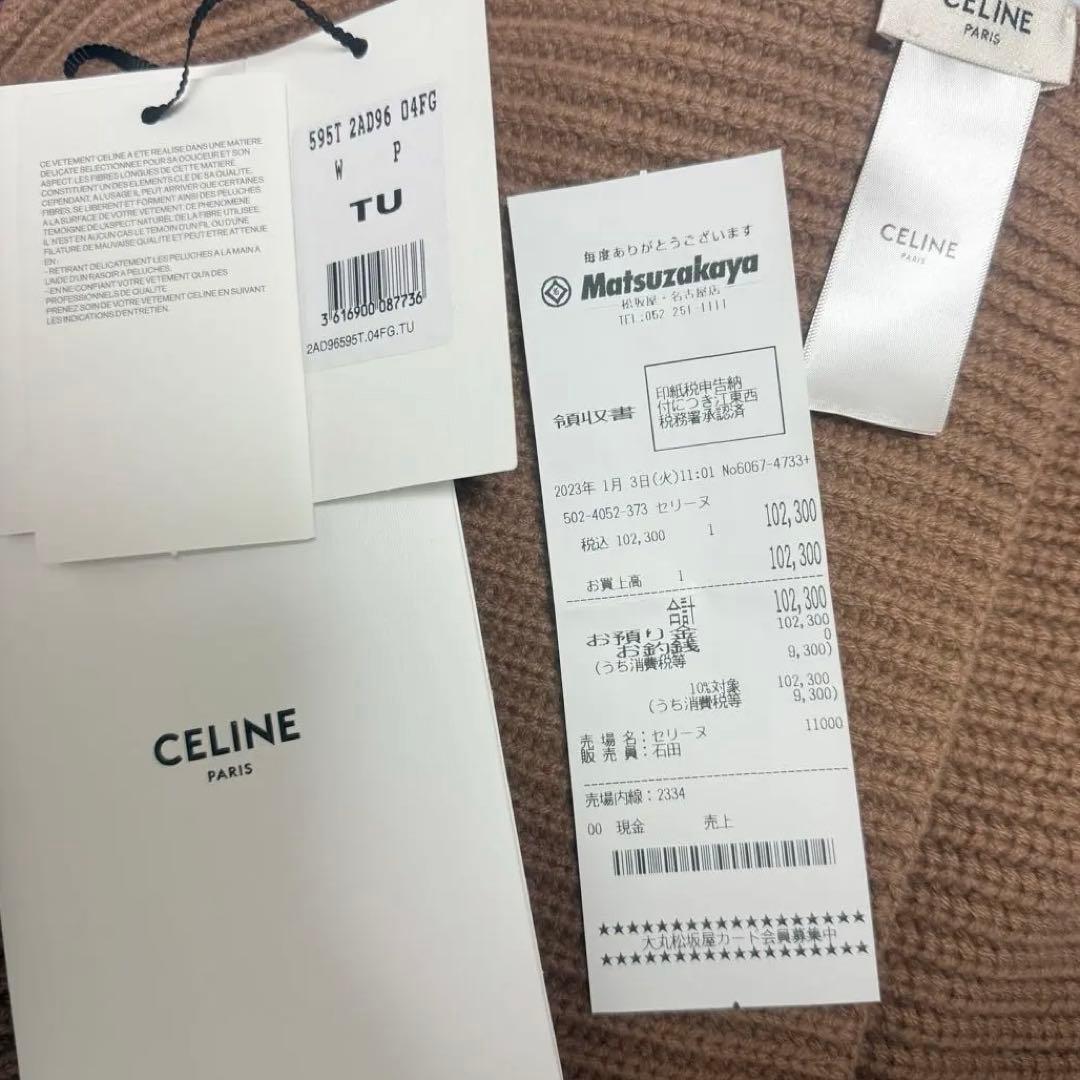 CE VETEMENT CELINE A ETE REALISE DANS UNE MATIERE
DELICATE SELECTIONNEE POUR SA DOUCEUR ET SON
ASPECT. LES FIBRES LONGUES DE CETTE MATIERE
CONSTITUENT UN DES ELEMENTS CLE DE SA QUALITE.
CEPENDANT, A L'USAGE IL PEUT ARRIVER QUE CERTAINES
FIBRES, SE LIBERENT ET FORMENT AINSI DES PELUCHES
A LA SURFACE DE VOTRE VETEMENT. CE PHENOMENE
TEMOIGNE DE L'ASPECT NATUREL DE LA FIBRE UTILISEE.
IL N'EST EN AUCUN CAS LE TEMOIN D'UN FIL OU D'UNE
FILATURE DE MAUVAISE QUALITE ET PEUT ETRE ATTENUE
EN :
- RETIRANT DELICATEMENT LES PELUCHES A LA MAIN A
L'AIDE D'UN RASOIR A PELUCHES.
- EN NE CONFIANT VOTRE VETEMENT QU'A DES
PROFESSIONNELS DE QUALITE
PRENEZ SOIN DE VOTRE VETEMENT CELINE EN SUIVANT
LES INDICATIONS D'ENTRETIEN.
595T 2AD96 04FG
W P
TU
3 616900 087736
2AD96595T.04FG.TU
CELINE
PARIS
CELINE
PARIS
CELINE
PARIS
毎度ありがとうございます
Matsuzakaya
松坂屋・名古屋店
TEL:052 251-1111
領収書
印紙税申告納
付につき江東西
税務署承認済
2023年 1月 3日(火)11:01 No6067-4733+
502-4052-373 セリーヌ
税込 102,300 1 102,300
お買上高 1 102,300
合計 102,300
お預り金 102,300
お釣銭 0
(うち消費税等 9,300)
10%対象 102,300
(うち消費税等 9,300)
売 場 名:セリーヌ 11000
販 売 員:石田
売場内線:2334
00 現金 売上
★★★★★★★★★★★★★★★★★★
大丸松坂屋カード会員募集中
★★★★★★★★★★★★★★★★★★